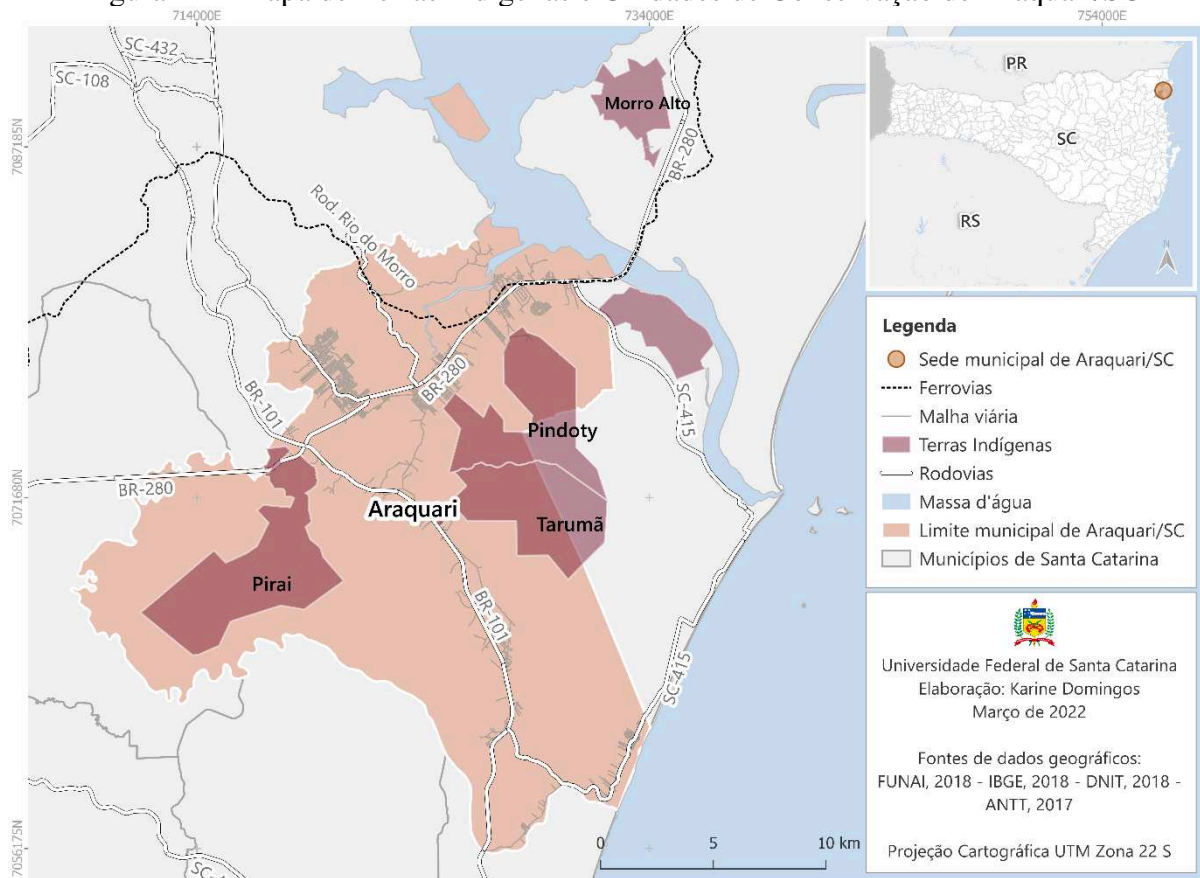 714000E
734000E
754000E
7087185N
7071680N
7056175N
SC-432
SC-108
Morro Alto
BR-280
Rod. Rio do Morro
BR-280
BR-101
SC-415
Pindoty
BR-280
Araquari
Tarumã
Pirai
BR-101
SC-415
0 5 10 km
PR
SC
RS
N
Legenda
Sede municipal de Araquari/SC
Ferrovias
Malha viária
Terras Indígenas
Rodovias
Massa d'água
Limite municipal de Araquari/SC
Municípios de Santa Catarina
Universidade Federal de Santa Catarina
Elaboração: Karine Domingos
Março de 2022
Fontes de dados geográficos:
FUNAI, 2018 - IBGE, 2018 - DNIT, 2018 -
ANTT, 2017
Projeção Cartográfica UTM Zona 22 S